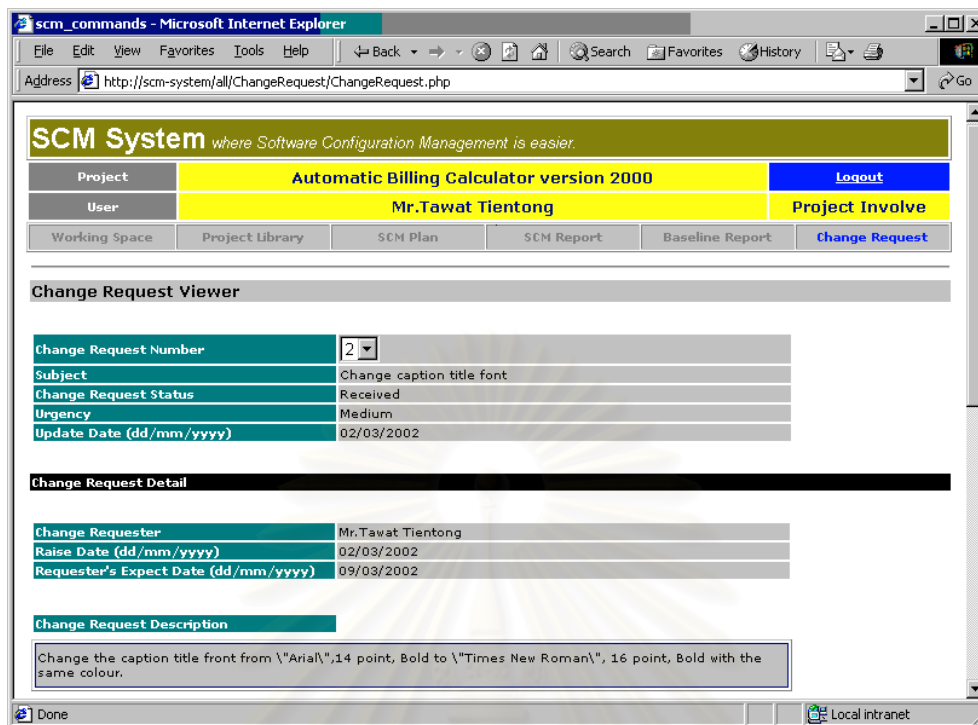 scm_commands - Microsoft Internet Explorer
File Edit View Favorites Tools Help Back Search Favorites History
Address http://scm-system/all/ChangeRequest/ChangeRequest.php Go
SCM System where Software Configuration Management is easier.
Project Automatic Billing Calculator version 2000 Logout
User Mr.Tawat Tientong Project Involve
Working Space Project Library SCM Plan SCM Report Baseline Report Change Request
Change Request Viewer
Change Request Number 2
Subject Change caption title font
Change Request Status Received
Urgency Medium
Update Date (dd/mm/yyyy) 02/03/2002
Change Request Detail
Change Requester Mr.Tawat Tientong
Raise Date (dd/mm/yyyy) 02/03/2002
Requester's Expect Date (dd/mm/yyyy) 09/03/2002
Change Request Description
Change the caption title front from \"Arial\",14 point, Bold to \"Times New Roman\", 16 point, Bold with the
same colour.
Done Local intranet